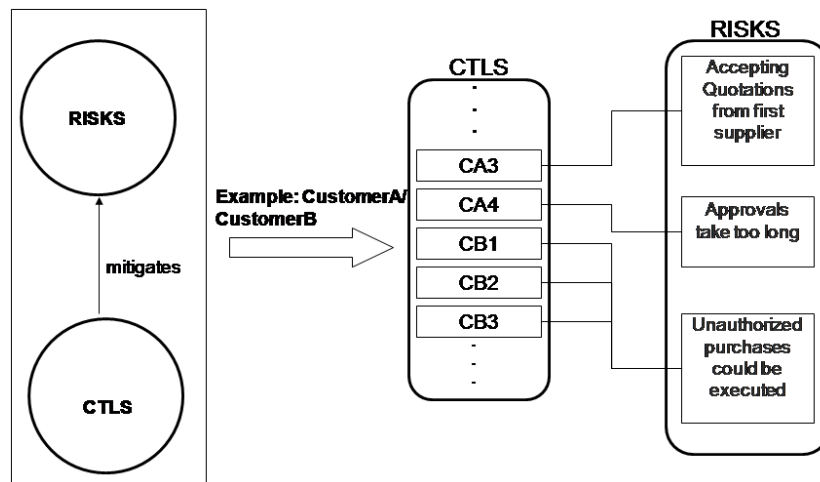 RISKS
mitigates
CTLS
Example: CustomerA/
CustomerB
CTLS
CA3
CA4
CB1
CB2
CB3
RISKS
Accepting
Quotations
from first
supplier
Approvals
take too long
Unauthorized
purchases
could be
executed